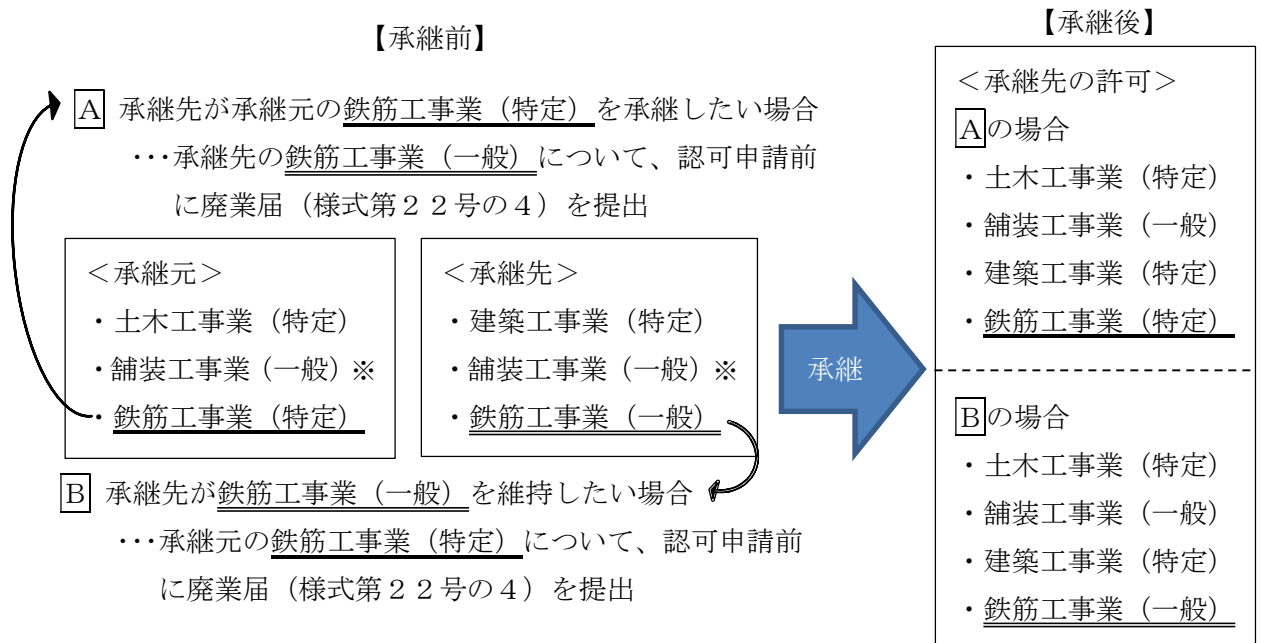 【承継前】
A 承継先が承継元の鉄筋工事業（特定）を承継したい場合
･･･承継先の鉄筋工事業（一般）について、認可申請前
に廃業届（様式第２２号の４）を提出
＜承継元＞
・土木工事業（特定）
・舗装工事業（一般）※
・鉄筋工事業（特定）
＜承継先＞
・建築工事業（特定）
・舗装工事業（一般）※
・鉄筋工事業（一般）
B 承継先が鉄筋工事業（一般）を維持したい場合
･･･承継元の鉄筋工事業（特定）について、認可申請前
に廃業届（様式第２２号の４）を提出
承継
【承継後】
＜承継先の許可＞
Aの場合
・土木工事業（特定）
・舗装工事業（一般）
・建築工事業（特定）
・鉄筋工事業（特定）
Bの場合
・土木工事業（特定）
・舗装工事業（一般）
・建築工事業（特定）
・鉄筋工事業（一般）